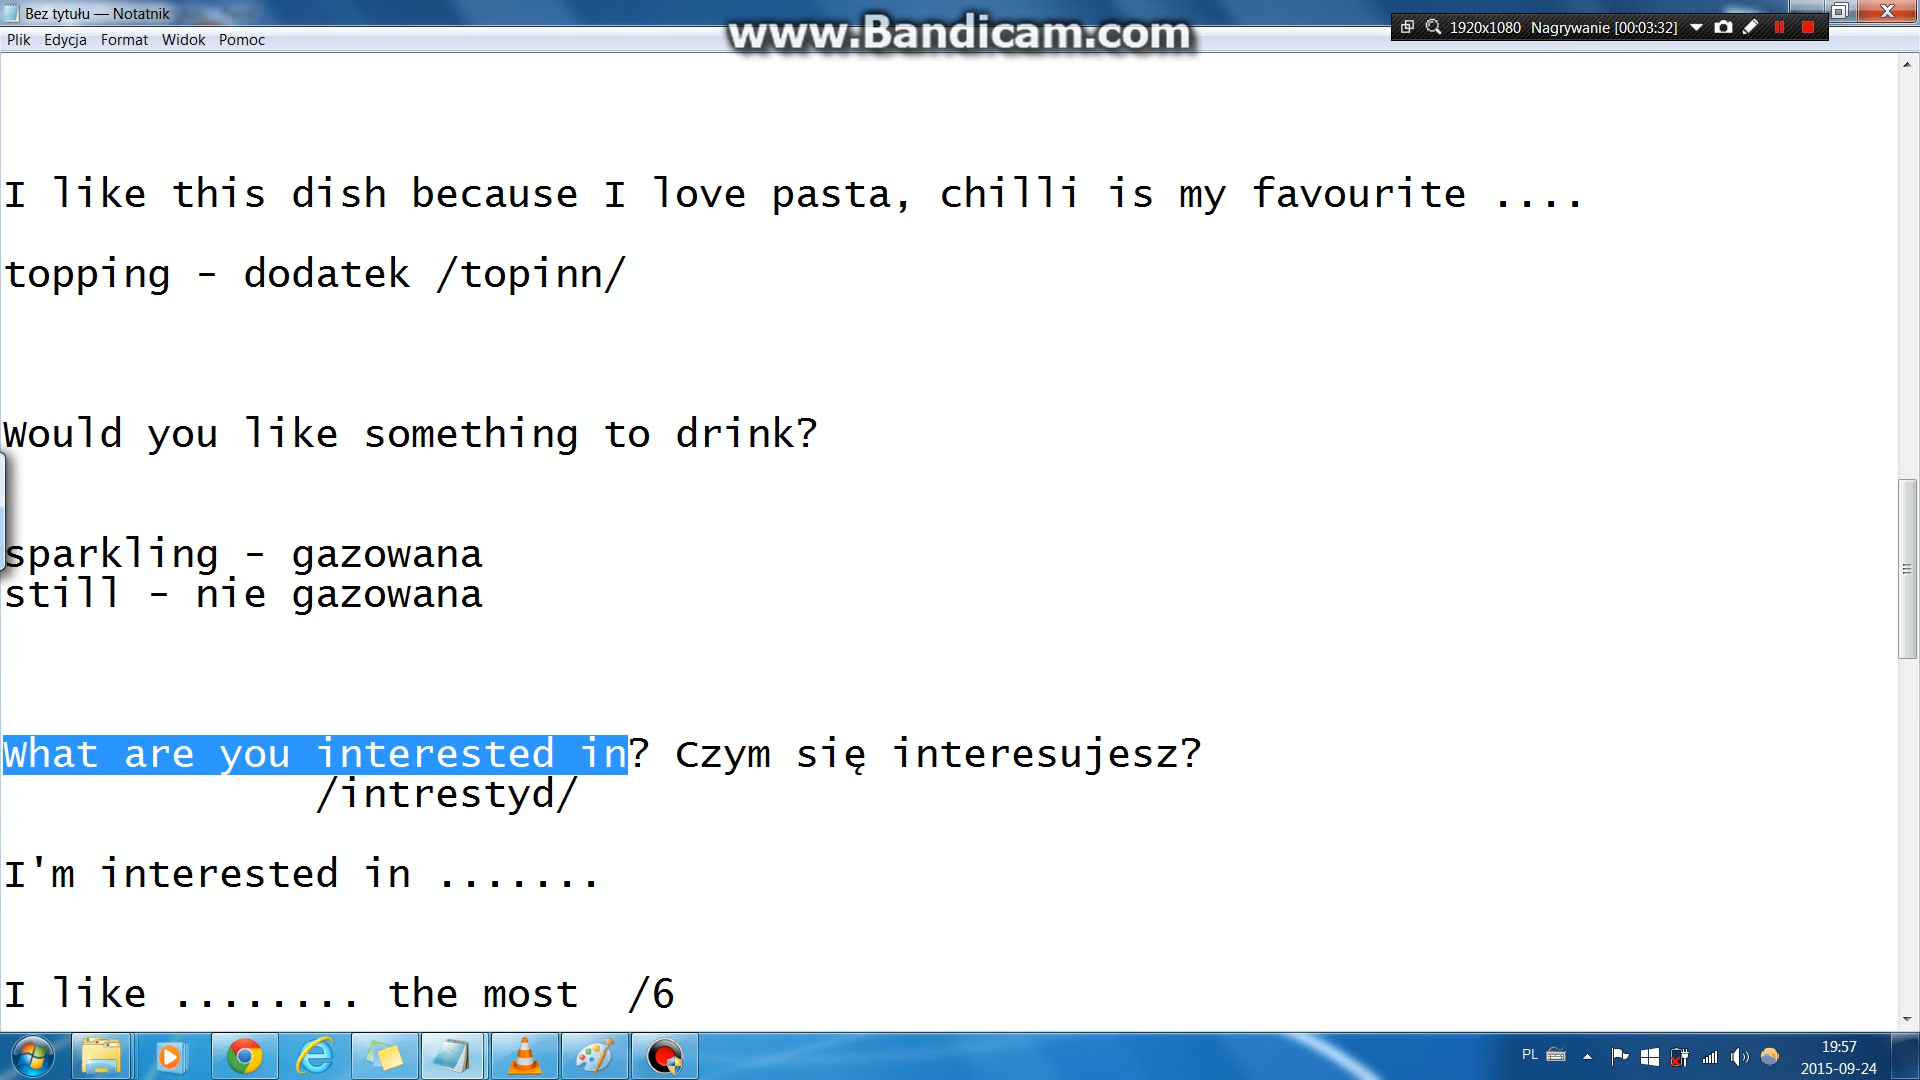 Bez tytułu — Notatnik
www.Bandicam.com
1920x1080 Nagrywanie [00:03:32]
Plik Edycja Format Widok Pomoc
I like this dish because I love pasta, chilli is my favourite ....
topping - dodatek /topinn/
Would you like something to drink?
sparkling - gazowana
still - nie gazowana
What are you interested in? Czym się interesujesz?
/intrestyd/
I'm interested in .......
I like ........ the most /6
PL
19:57
2015-09-24